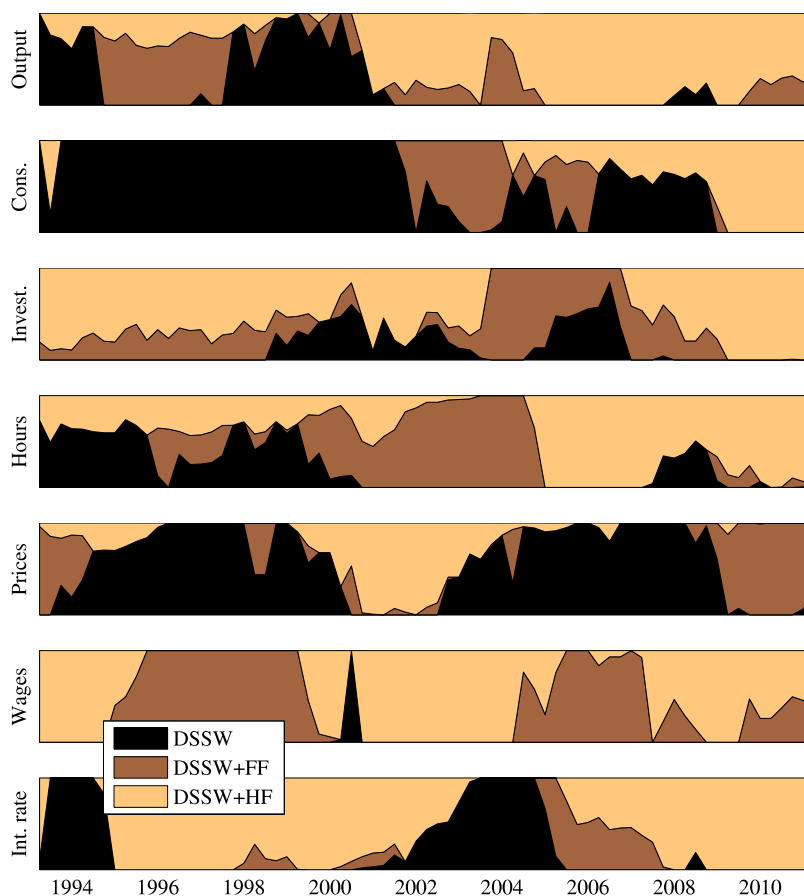 Output
Cons.
Invest.
Hours
Prices
Wages
DSSW
DSSW+FF
DSSW+HF
Int. rate
1994 1996 1998 2000 2002 2004 2006 2008 2010